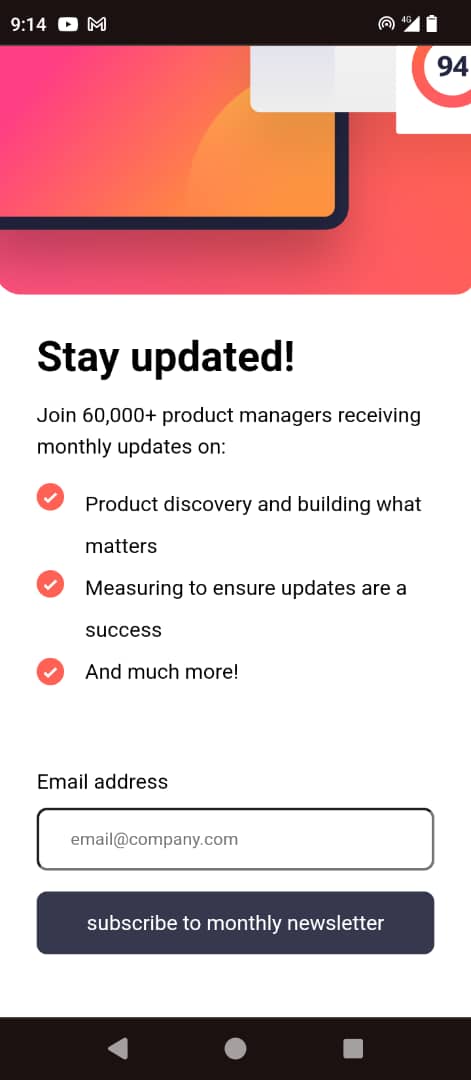 9:14
4G
94
Stay updated!
Join 60,000+ product managers receiving
monthly updates on:
Product discovery and building what
matters
Measuring to ensure updates are a
success
And much more!
Email address
email@company.com
subscribe to monthly newsletter